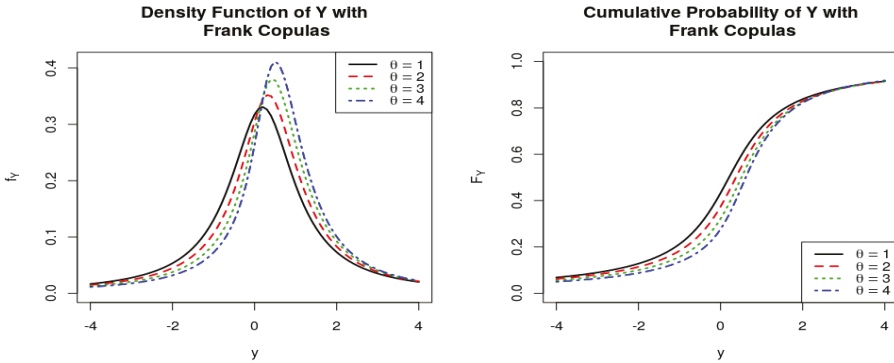 Density Function of Y with
Frank Copulas
f_Y
0.0 0.1 0.2 0.3 0.4
-4 -2 0 2 4
y
θ = 1
θ = 2
θ = 3
θ = 4
Cumulative Probability of Y with
Frank Copulas
F_Y
0.0 0.2 0.4 0.6 0.8 1.0
-4 -2 0 2 4
y
θ = 1
θ = 2
θ = 3
θ = 4